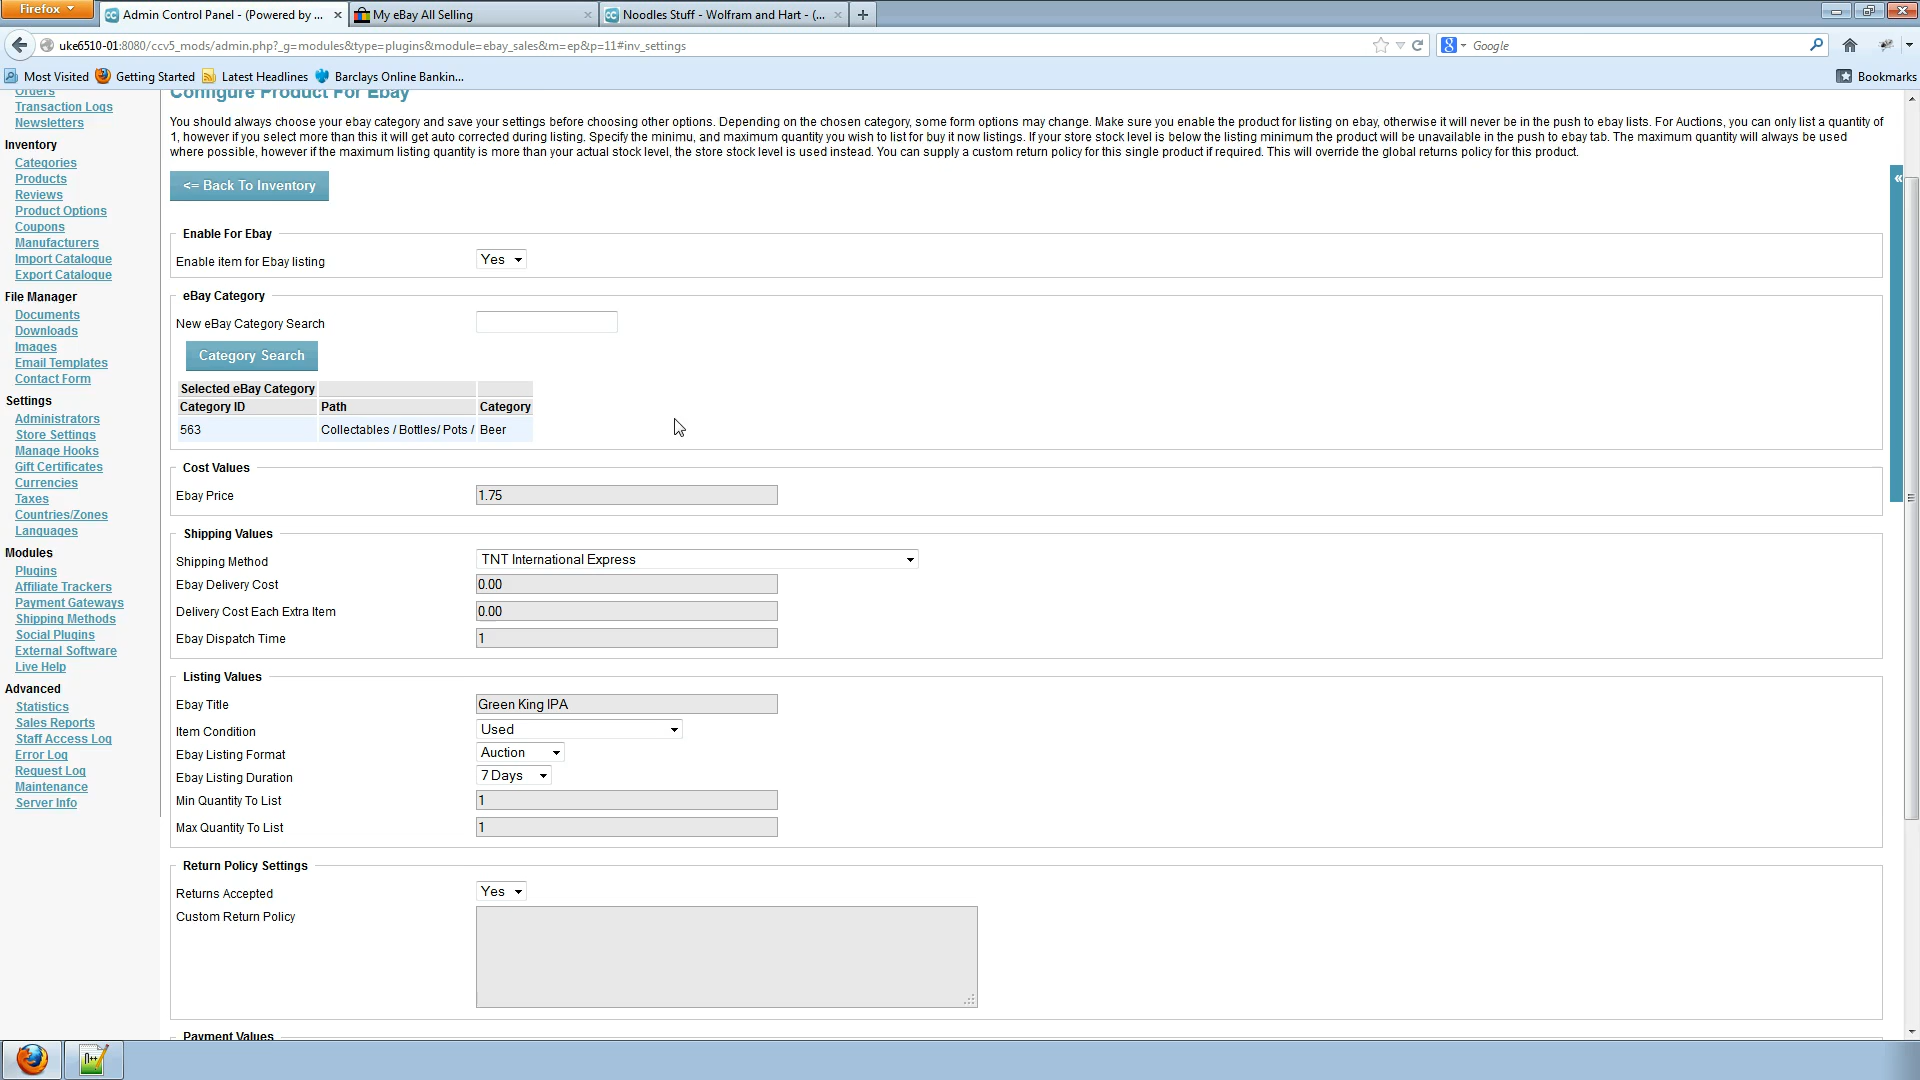 Firefox
Admin Control Panel - (Powered by ...
My eBay All Selling
Noodles Stuff - Wolfram and Hart - (...
uke6510-01:8080/ccv5_mods/admin.php?_g=modules&type=plugins&module=ebay_sales&m=ep&p=11#inv_settings
Google
Most Visited
Getting Started
Latest Headlines
Barclays Online Bankin...
Bookmarks
Orders
Transaction Logs
Newsletters
Inventory
Categories
Products
Reviews
Product Options
Coupons
Manufacturers
Import Catalogue
Export Catalogue
File Manager
Documents
Downloads
Images
Email Templates
Contact Form
Settings
Administrators
Store Settings
Manage Hooks
Gift Certificates
Currencies
Taxes
Countries/Zones
Languages
Modules
Plugins
Affiliate Trackers
Payment Gateways
Shipping Methods
Social Plugins
External Software
Live Help
Advanced
Statistics
Sales Reports
Staff Access Log
Error Log
Request Log
Maintenance
Server Info
Configure Product For Ebay
You should always choose your ebay category and save your settings before choosing other options. Depending on the chosen category, some form options may change. Make sure you enable the product for listing on ebay, otherwise it will never be in the push to ebay lists. For Auctions, you can only list a quantity of
1, however if you select more than this it will get auto corrected during listing. Specify the minimu, and maximum quantity you wish to list for buy it now listings. If your store stock level is below the listing minimum the product will be unavailable in the push to ebay tab. The maximum quantity will always be used
where possible, however if the maximum listing quantity is more than your actual stock level, the store stock level is used instead. You can supply a custom return policy for this single product if required. This will override the global returns policy for this product.
<= Back To Inventory
«
Enable For Ebay
Enable item for Ebay listing Yes
eBay Category
New eBay Category Search
Category Search
Selected eBay Category
Category ID Path Category
563 Collectables / Bottles/ Pots / Beer
Cost Values
Ebay Price 1.75
Shipping Values
Shipping Method TNT International Express
Ebay Delivery Cost 0.00
Delivery Cost Each Extra Item 0.00
Ebay Dispatch Time 1
Listing Values
Ebay Title Green King IPA
Item Condition Used
Ebay Listing Format Auction
Ebay Listing Duration 7 Days
Min Quantity To List 1
Max Quantity To List 1
Return Policy Settings
Returns Accepted Yes
Custom Return Policy
Payment Values